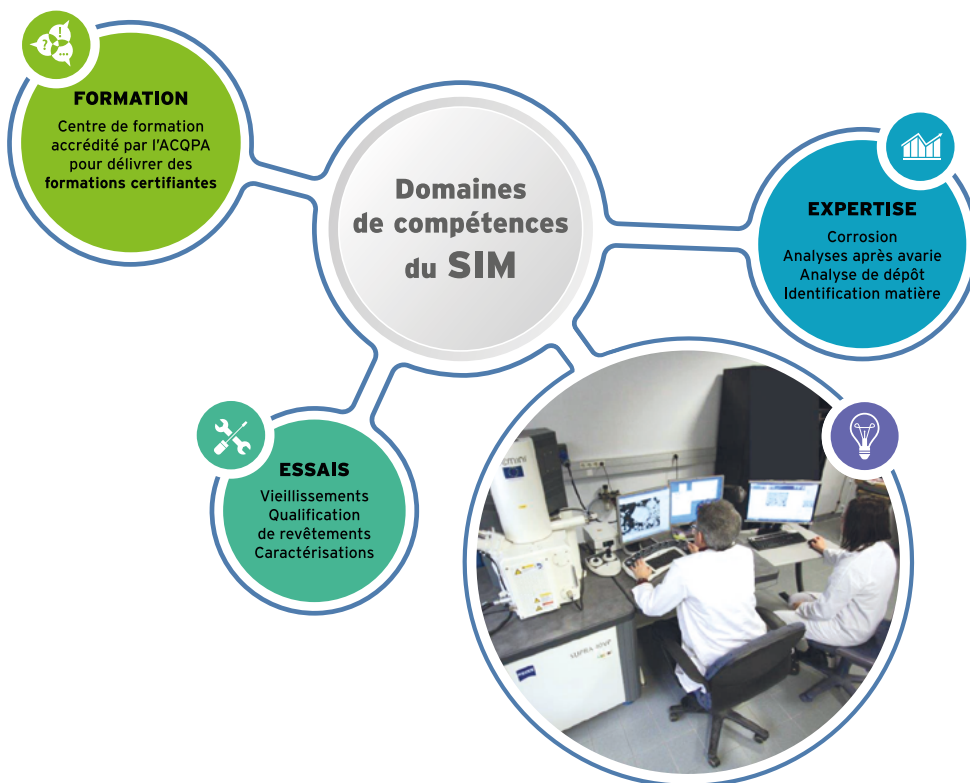 FORMATION
Centre de formation
accrédité par l'ACQPA
pour délivrer des
formations certifiantes
Domaines
de compétences
du SIM
EXPERTISE
Corrosion
Analyses après avarie
Analyse de dépôt
Identification matière
ESSAIS
Vieillissements
Qualification
de revêtements
Caractérisations